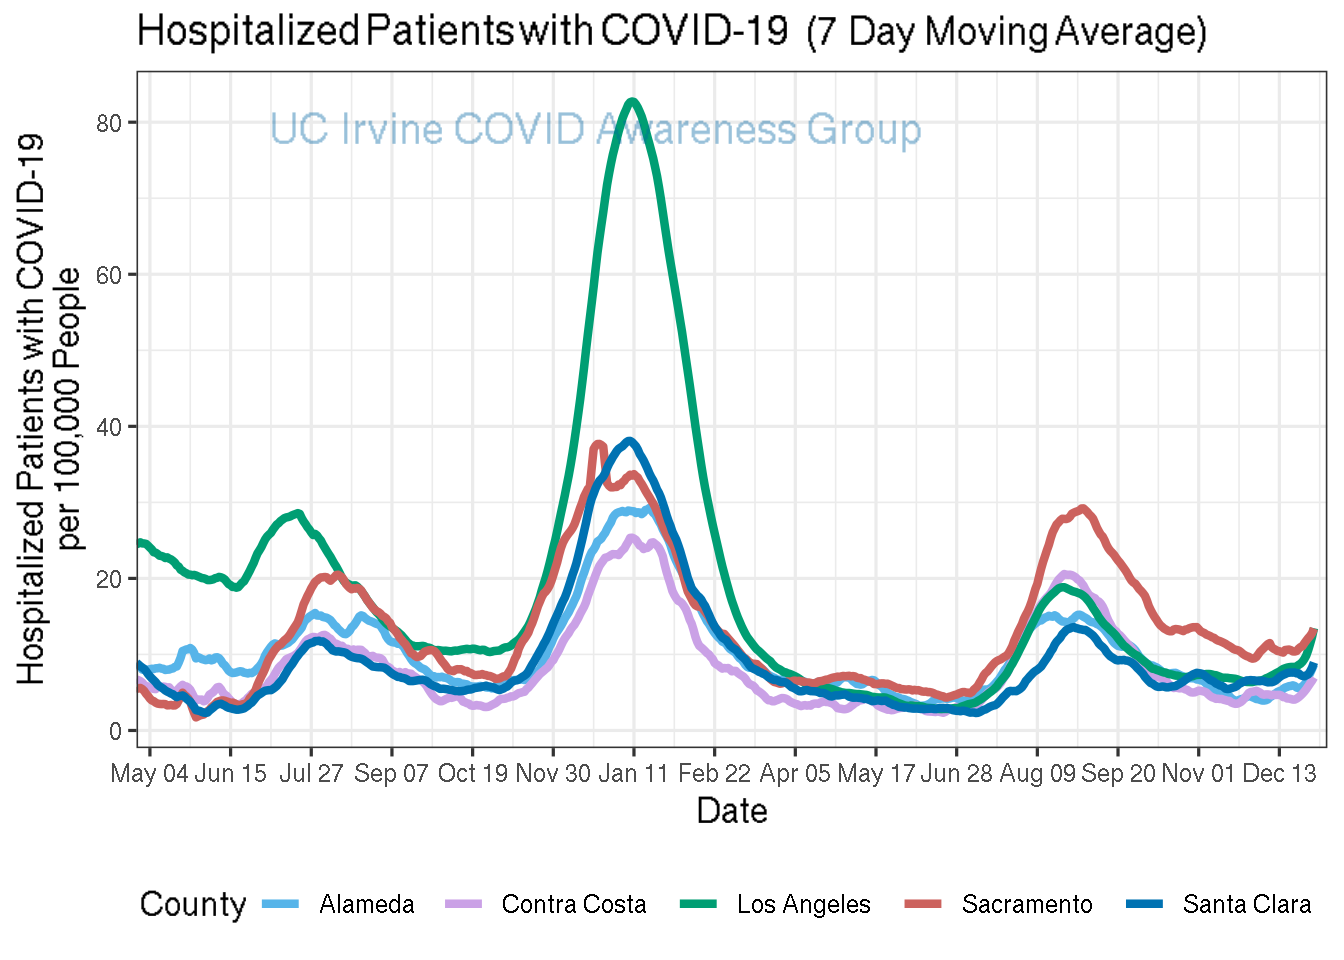 Hospitalized Patients with COVID-19 (7 Day Moving Average)
UC Irvine COVID Awareness Group
Hospitalized Patients with COVID-19
per 100,000 People
80
60
40
20
0
May 04 Jun 15 Jul 27 Sep 07 Oct 19 Nov 30 Jan 11 Feb 22 Apr 05 May 17 Jun 28 Aug 09 Sep 20 Nov 01 Dec 13
Date
County Alameda Contra Costa Los Angeles Sacramento Santa Clara